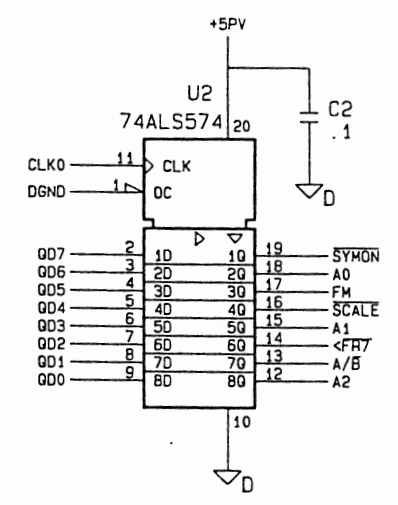 +5PV
U2
74ALS574
20
C2
.1
CLK0 11 CLK
DGND 1 OC
D
QD7 2 1D 1Q 19 SYMON
QD6 3 2D 2Q 18 A0
QD5 4 3D 3Q 17 FM
QD4 5 4D 4Q 16 SCALE
QD3 6 5D 5Q 15 A1
QD2 7 6D 6Q 14 <FR7
QD1 8 7D 7Q 13 A/B
QD0 9 8D 8Q 12 A2
10
D